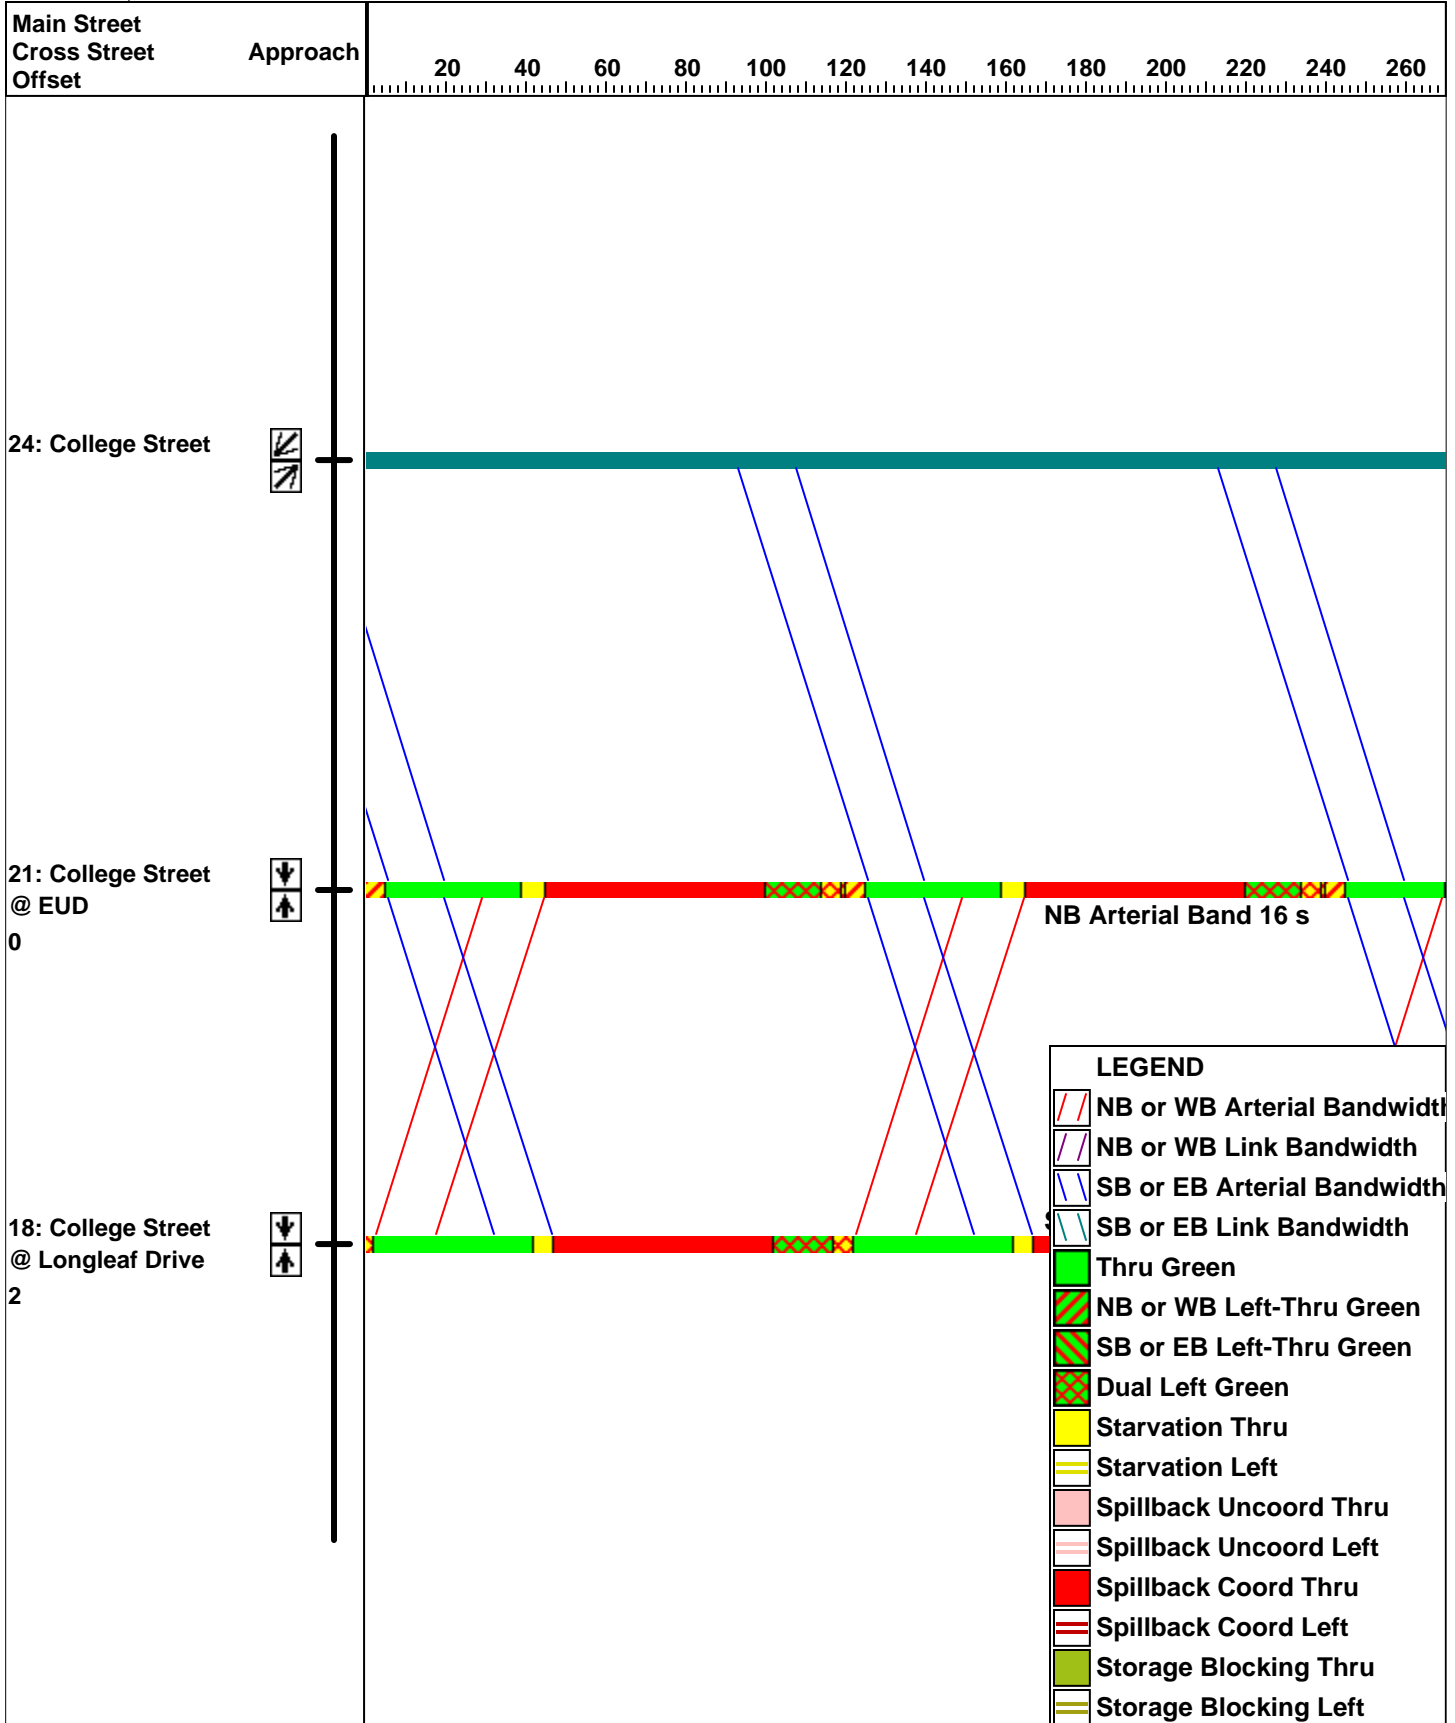 Main Street
Cross Street Approach
Offset
20 40 60 80 100 120 140 160 180 200 220 240 260
24: College Street
21: College Street
@ EUD
0
NB Arterial Band 16 s
18: College Street
@ Longleaf Drive
2
LEGEND
NB or WB Arterial Bandwidth
NB or WB Link Bandwidth
SB or EB Arterial Bandwidth
SB or EB Link Bandwidth
Thru Green
NB or WB Left-Thru Green
SB or EB Left-Thru Green
Dual Left Green
Starvation Thru
Starvation Left
Spillback Uncoord Thru
Spillback Uncoord Left
Spillback Coord Thru
Spillback Coord Left
Storage Blocking Thru
Storage Blocking Left